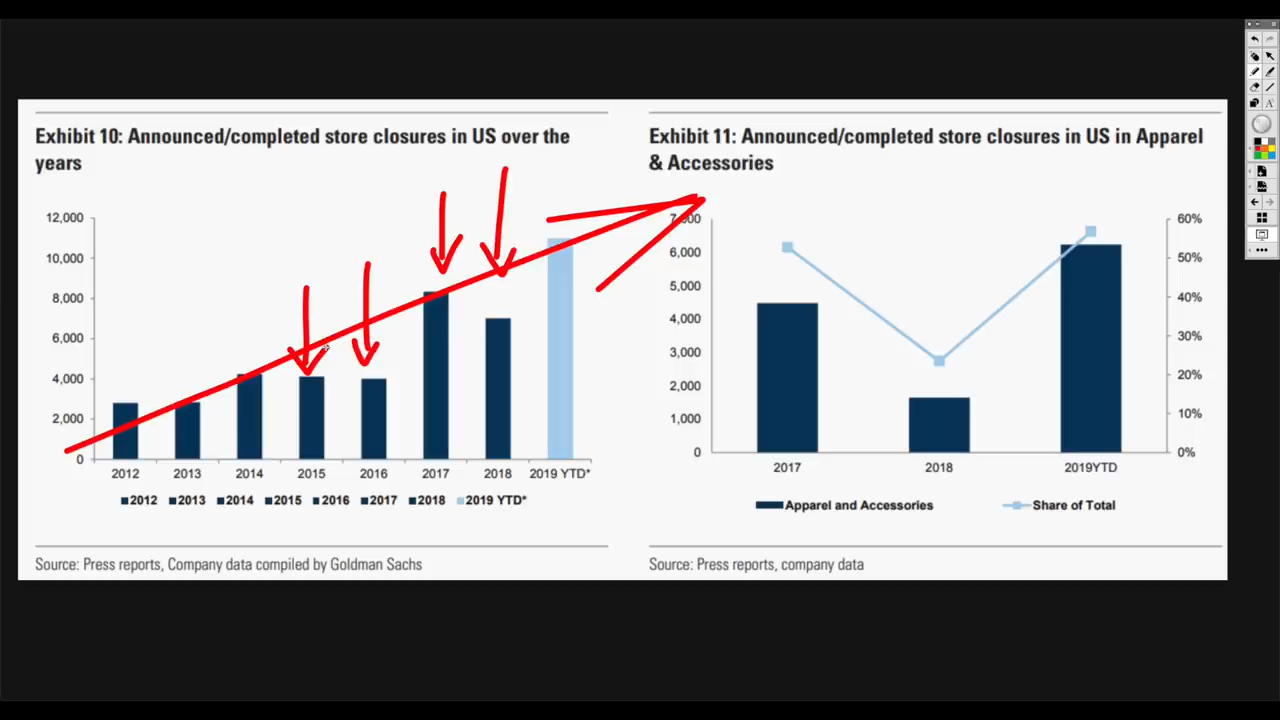 Exhibit 10: Announced/completed store closures in US over the
years
12,000
10,000
8,000
6,000
4,000
2,000
0
2012 2013 2014 2015 2016 2017 2018 2019 YTD*
2012 2013 2014 2015 2016 2017 2018 2019 YTD*
Source: Press reports, Company data compiled by Goldman Sachs
Exhibit 11: Announced/completed store closures in US in Apparel
& Accessories
7,000
6,000
5,000
4,000
3,000
2,000
1,000
0
60%
50%
40%
30%
20%
10%
0%
2017 2018 2019YTD
Apparel and Accessories Share of Total
Source: Press reports, company data